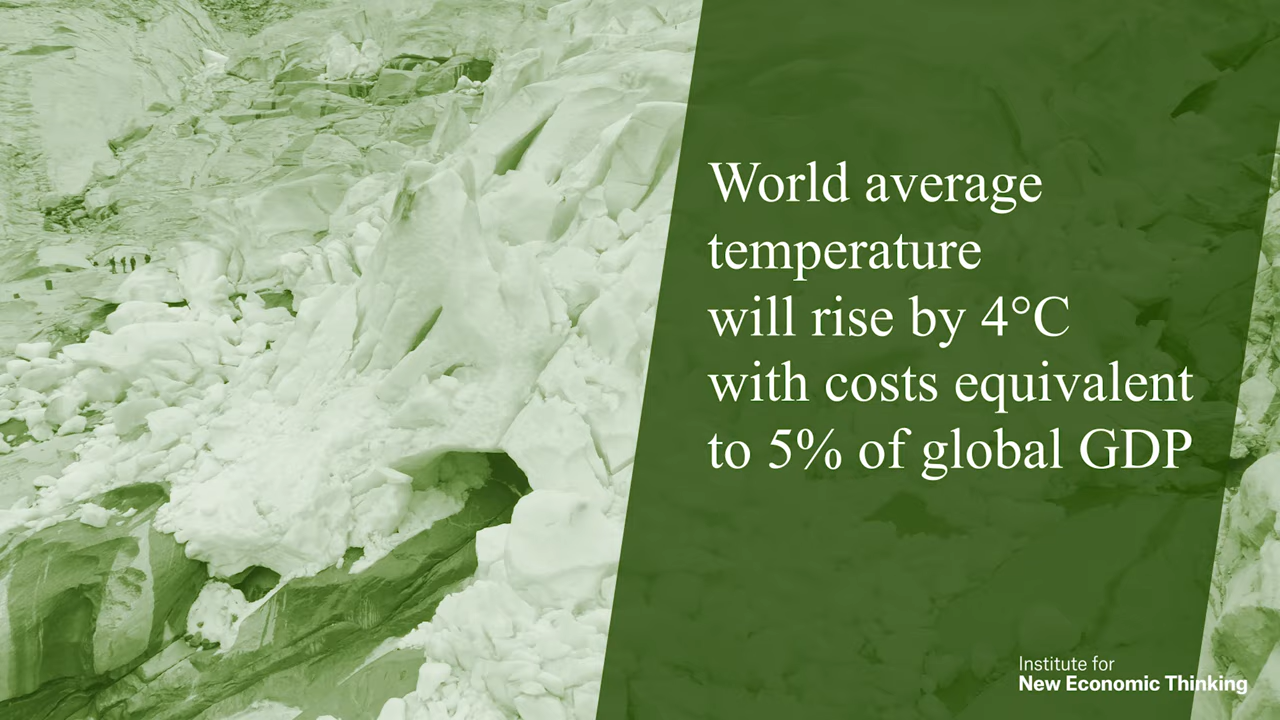 World average
temperature
will rise by 4°C
with costs equivalent
to 5% of global GDP
Institute for
New Economic Thinking